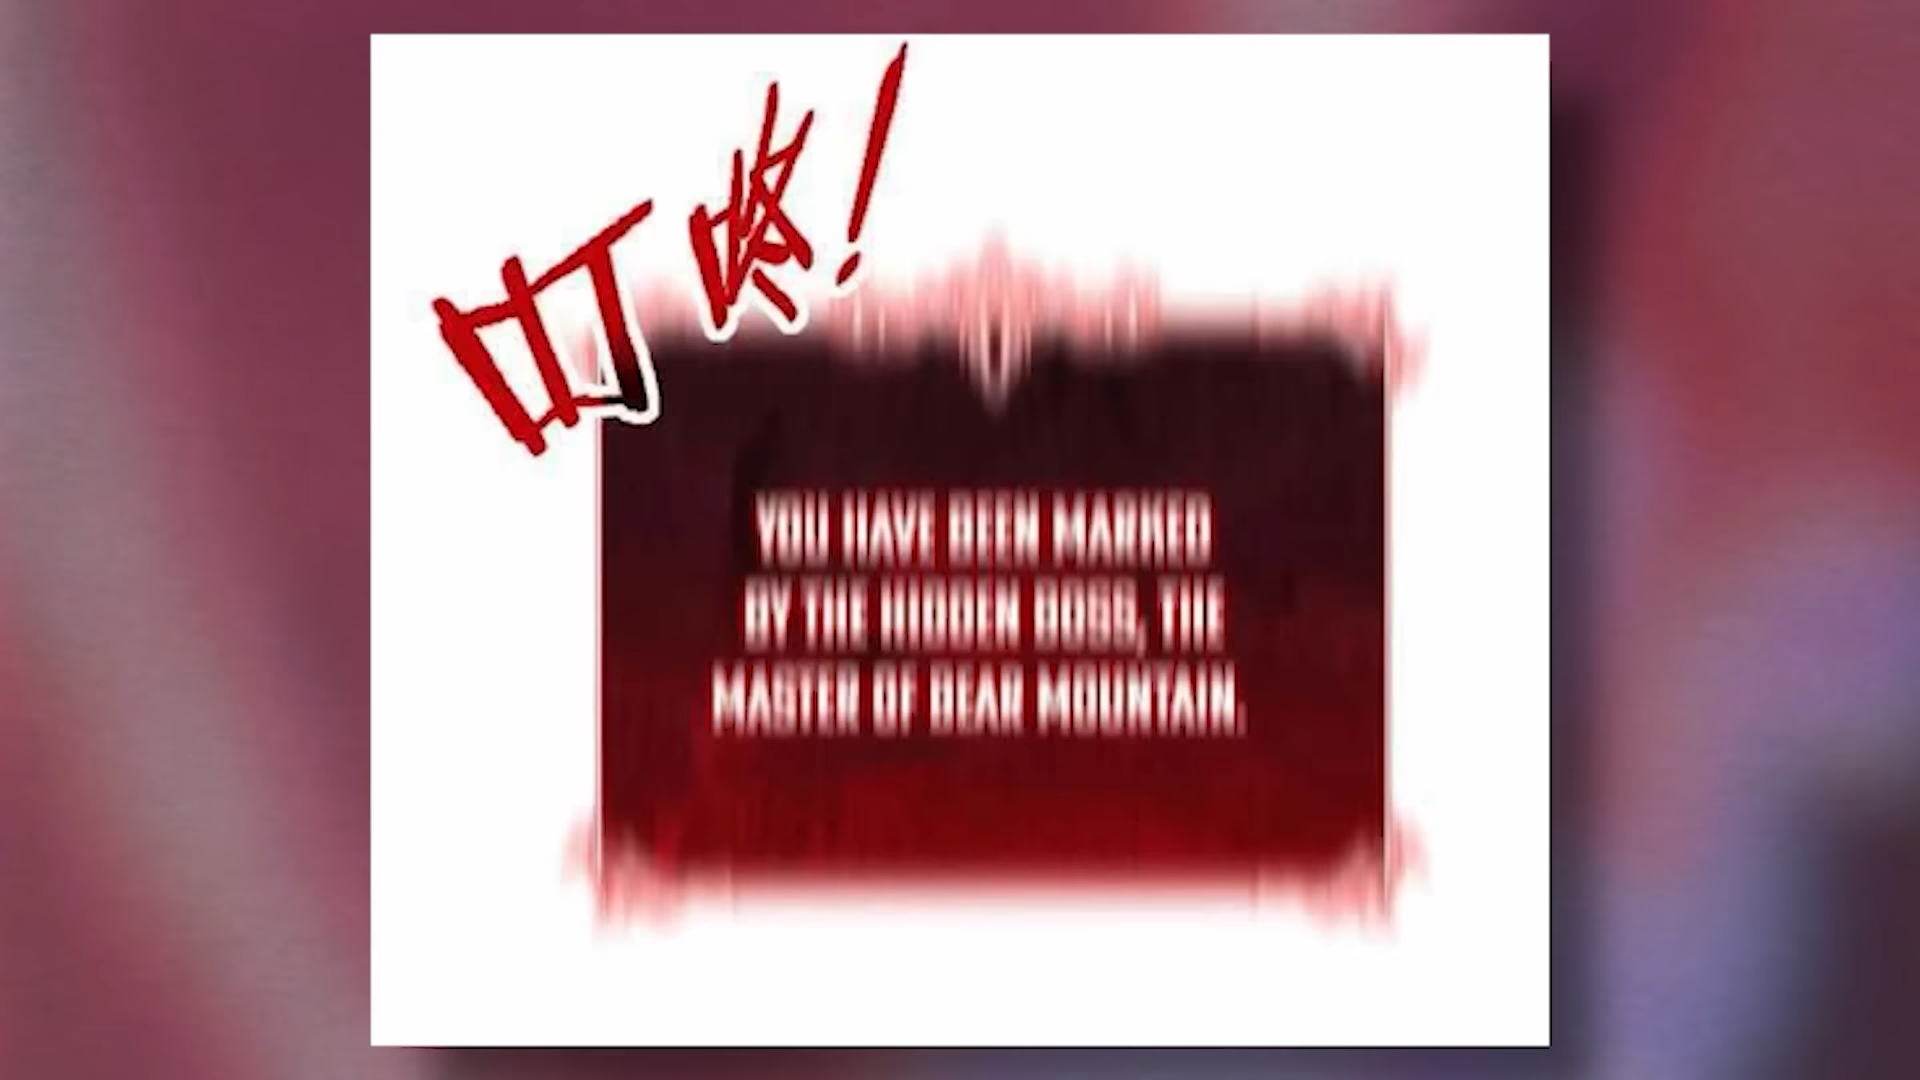 叮咚!
YOU HAVE BEEN MARKED
BY THE HIDDEN BOSS, THE
MASTER OF BEAR MOUNTAIN.